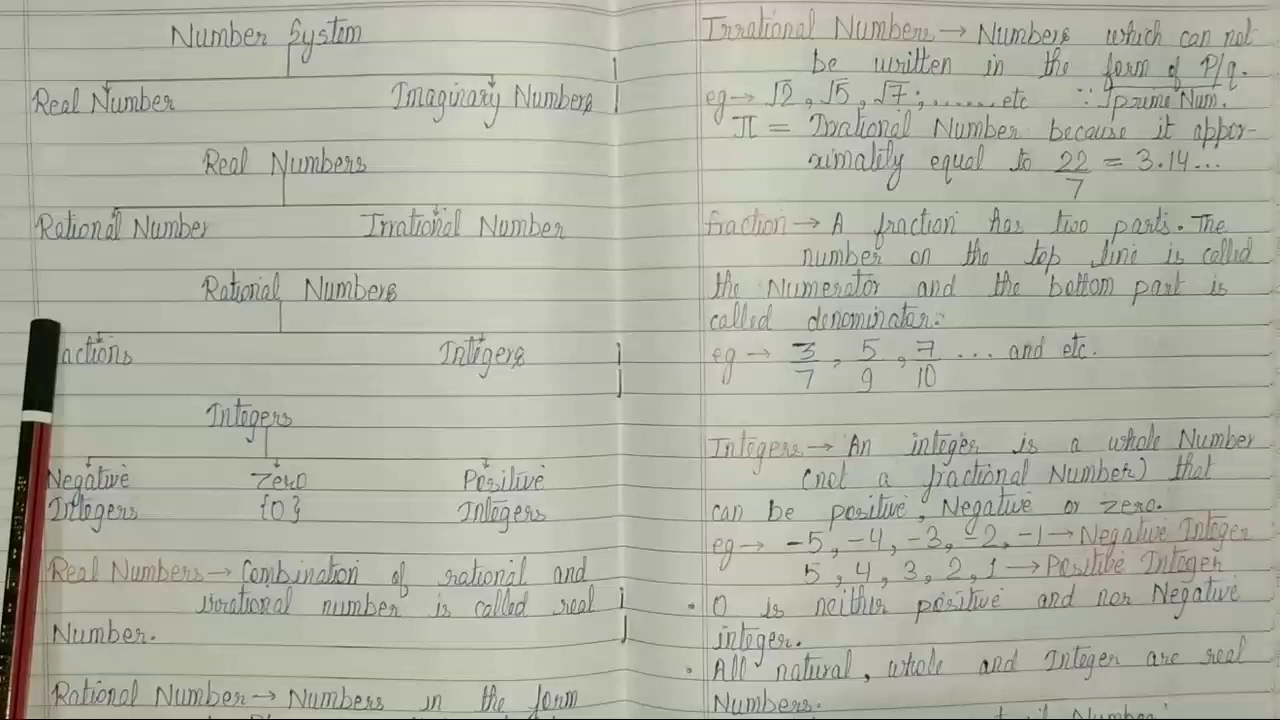 Number System
Real Number Imaginary Numbers
Real Numbers
Rational Number Irrational Number
Rational Numbers
actions Intigers
Integers
Negative Zero Positive
Intigers {0} Integers
Real Numbers → Combination of rational and
irrational number is called real
Number.
Rational Number → Numbers in the form
Irrational Numbers → Numbers which can not
be written in the form of P/q.
eg → √2, √5, √7; ...... etc ∵ √prime Num.
π = Irrational Number because it appor-
ximately equal to 22/7 = 3.14...
fraction → A fraction has two parts. The
number on the top line is called
the Numerator and the bottom part is
called denominator.
eg → 3/7, 5/9, 7/10 ... and etc.
Integers → An integer is a whole Number
(not a fractional Number) that
can be positive, Negative or zero.
eg → -5, -4, -3, -2, -1 → Negative Integer
5, 4, 3, 2, 1 → Positive Integer
• 0 is neither positive and nor Negative
integer.
• All natural, whole and Integer are real
Numbers.